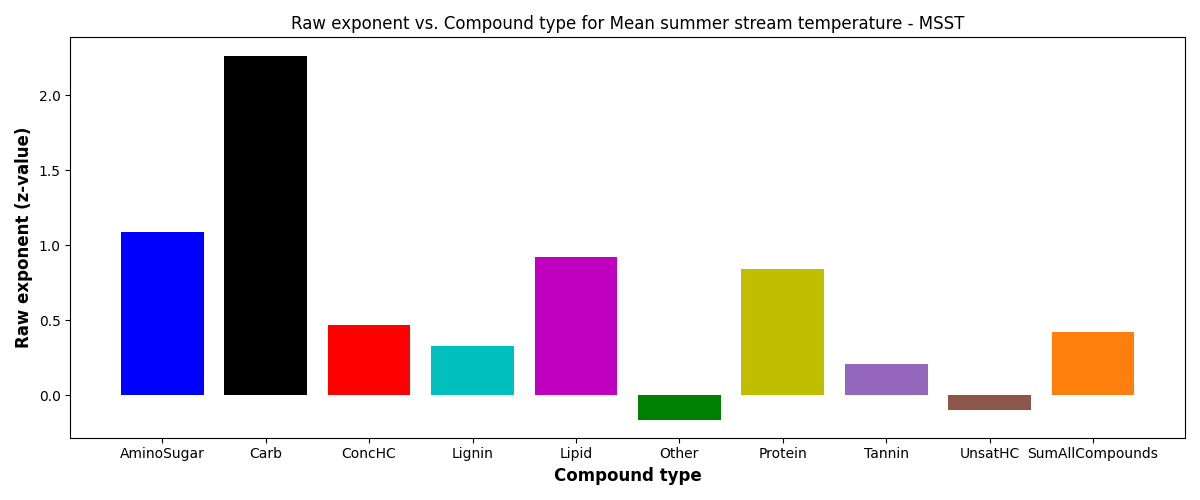 Raw exponent vs. Compound type for Mean summer stream temperature - MSST
Raw exponent (z-value)
2.0
1.5
1.0
0.5
0.0
AminoSugar Carb ConcHC Lignin Lipid Other Protein Tannin UnsatHC SumAllCompounds
Compound type